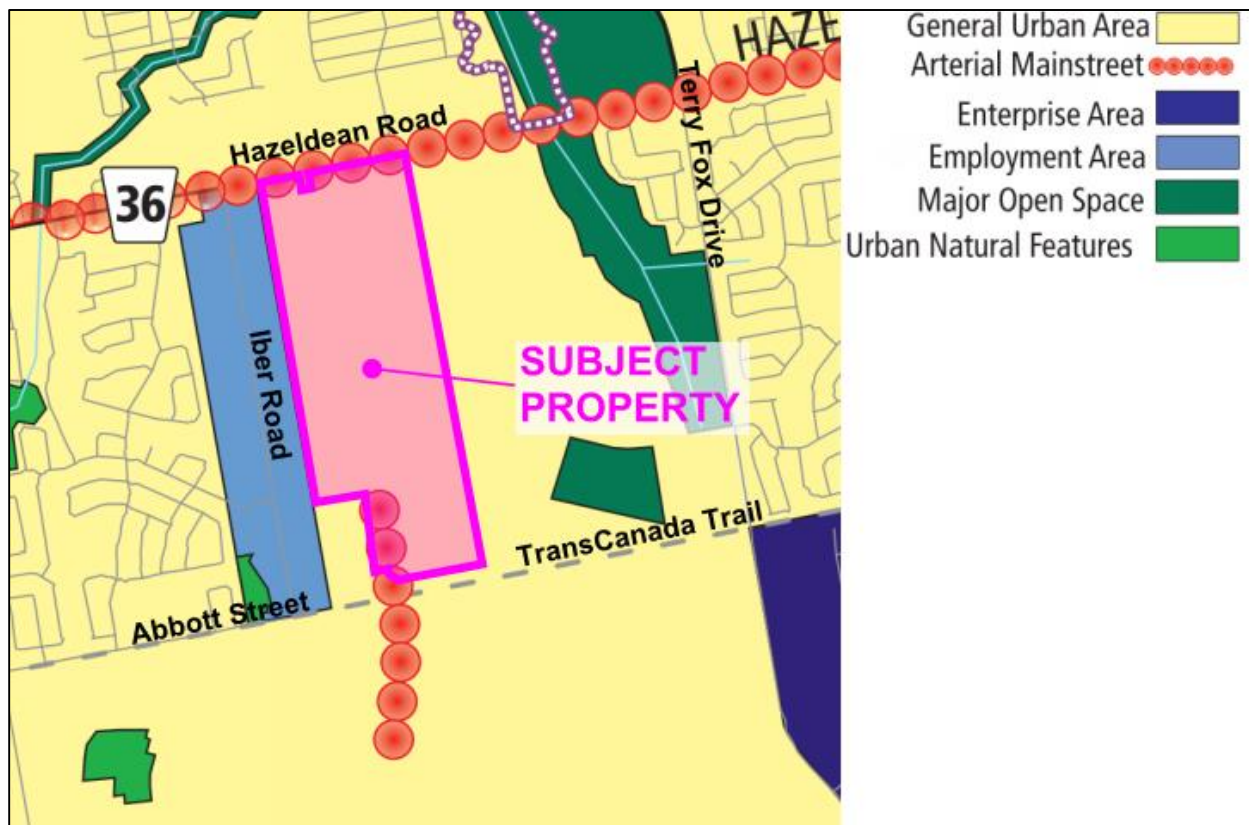 HAZE
Hazeldean Road
Terry Fox Drive
36
Iber Road
SUBJECT
PROPERTY
TransCanada Trail
Abbott Street
General Urban Area
Arterial Mainstreet
Enterprise Area
Employment Area
Major Open Space
Urban Natural Features